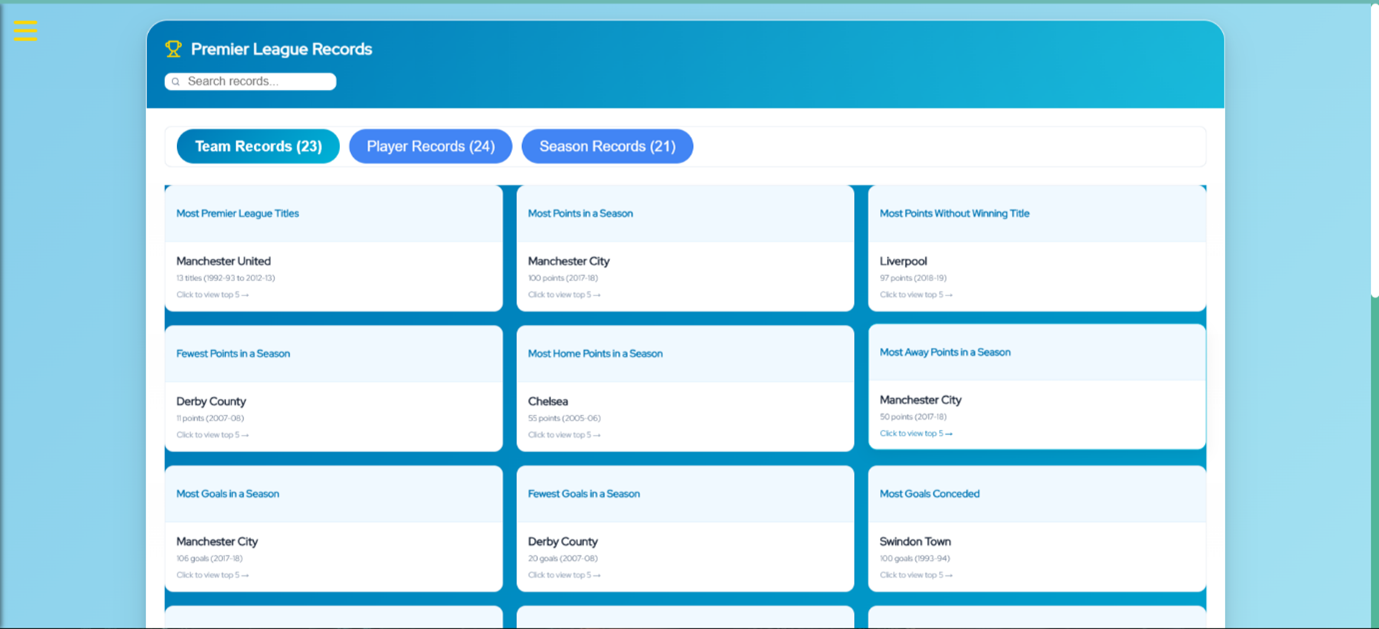 Premier League Records
Search records...
Team Records (23)
Player Records (24)
Season Records (21)
Most Premier League Titles
Manchester United
13 titles (1992-93 to 2012-13)
Click to view top 5 →
Most Points in a Season
Manchester City
100 points (2017-18)
Click to view top 5 →
Most Points Without Winning Title
Liverpool
97 points (2018-19)
Click to view top 5 →
Fewest Points in a Season
Derby County
11 points (2007-08)
Click to view top 5 →
Most Home Points in a Season
Chelsea
55 points (2005-06)
Click to view top 5 →
Most Away Points in a Season
Manchester City
50 points (2017-18)
Click to view top 5 →
Most Goals in a Season
Manchester City
106 goals (2017-18)
Click to view top 5 →
Fewest Goals in a Season
Derby County
20 goals (2007-08)
Click to view top 5 →
Most Goals Conceded
Swindon Town
100 goals (1993-94)
Click to view top 5 →